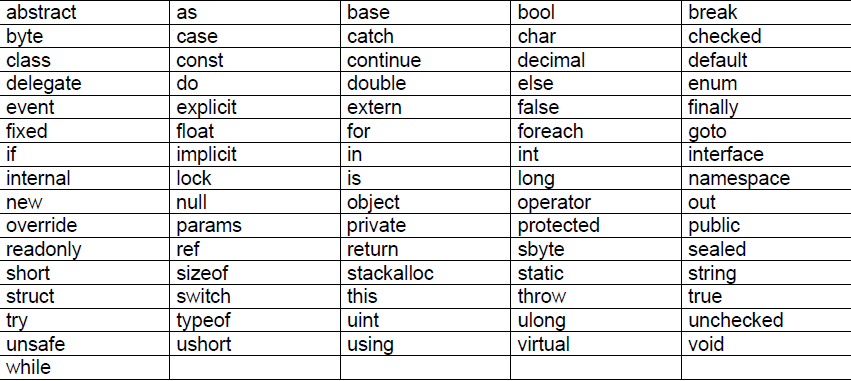 abstract as base bool break
byte case catch char checked
class const continue decimal default
delegate do double else enum
event explicit extern false finally
fixed float for foreach goto
if implicit in int interface
internal lock is long namespace
new null object operator out
override params private protected public
readonly ref return sbyte sealed
short sizeof stackalloc static string
struct switch this throw true
try typeof uint ulong unchecked
unsafe ushort using virtual void
while